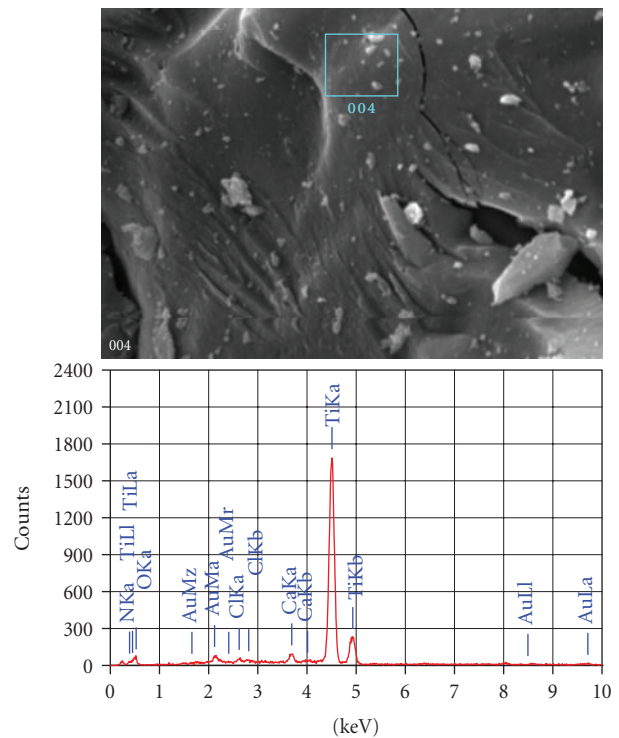 004
004
2400
2100
1800
1500
1200
900
600
300
0
Counts
NKa
TiLl
TiLa
OKa
AuMz
AuMa
AuMr
ClKa
ClKb
CaKa
CaKb
TiKa
TiKb
AuLl
AuLa
0 1 2 3 4 5 6 7 8 9 10
(keV)